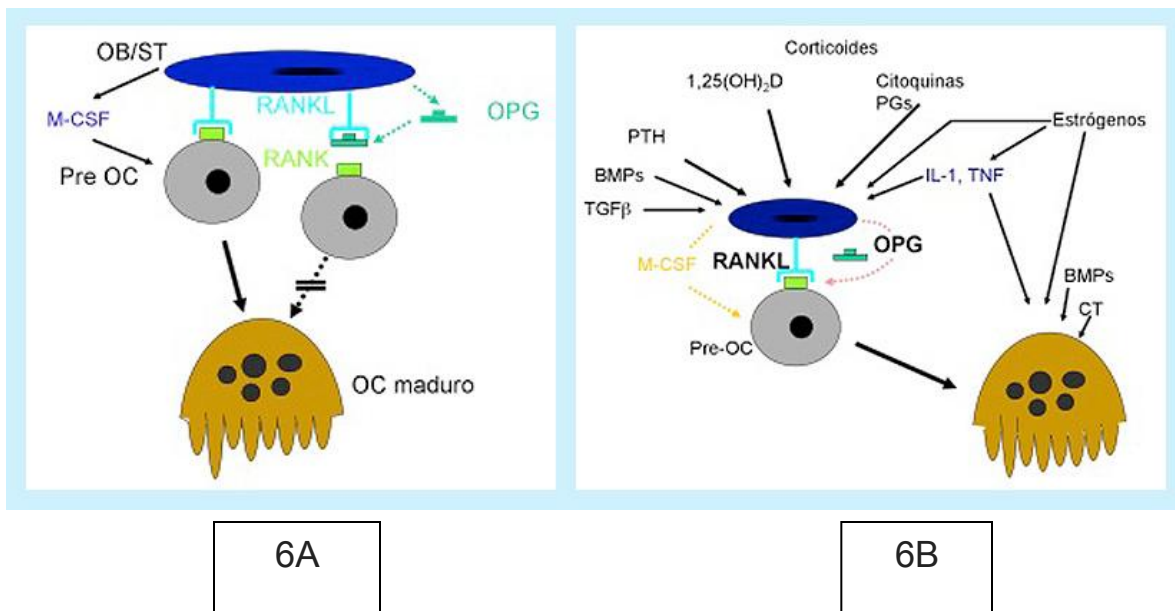 OB/ST
RANKL
OPG
M-CSF
RANK
Pre OC
OC maduro
Corticoides
1,25(OH)₂D
Citoquinas
PGs
Estrógenos
PTH
BMPs
IL-1, TNF
TGFβ
OPG
M-CSF
RANKL
BMPs
CT
Pre-OC
6A
6B